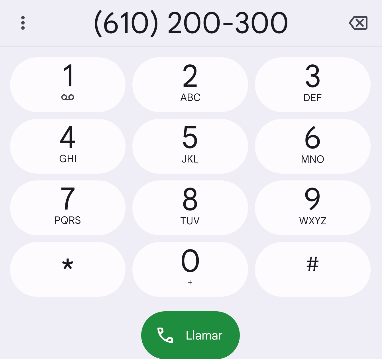 (610) 200-300
1 2 3
ABC DEF
4 5 6
GHI JKL MNO
7 8 9
PQRS TUV WXYZ
* 0 #
+
Llamar